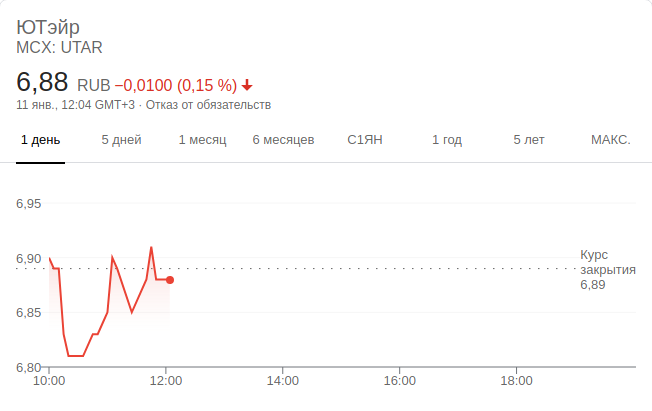 ЮТэйр
MCX: UTAR
6,88 RUB −0,0100 (0,15 %)
11 янв., 12:04 GMT+3 · Отказ от обязательств
1 день 5 дней 1 месяц 6 месяцев С1ЯН 1 год 5 лет МАКС.
6,95
6,90
6,85
6,80
Курс
закрытия
6,89
10:00 12:00 14:00 16:00 18:00